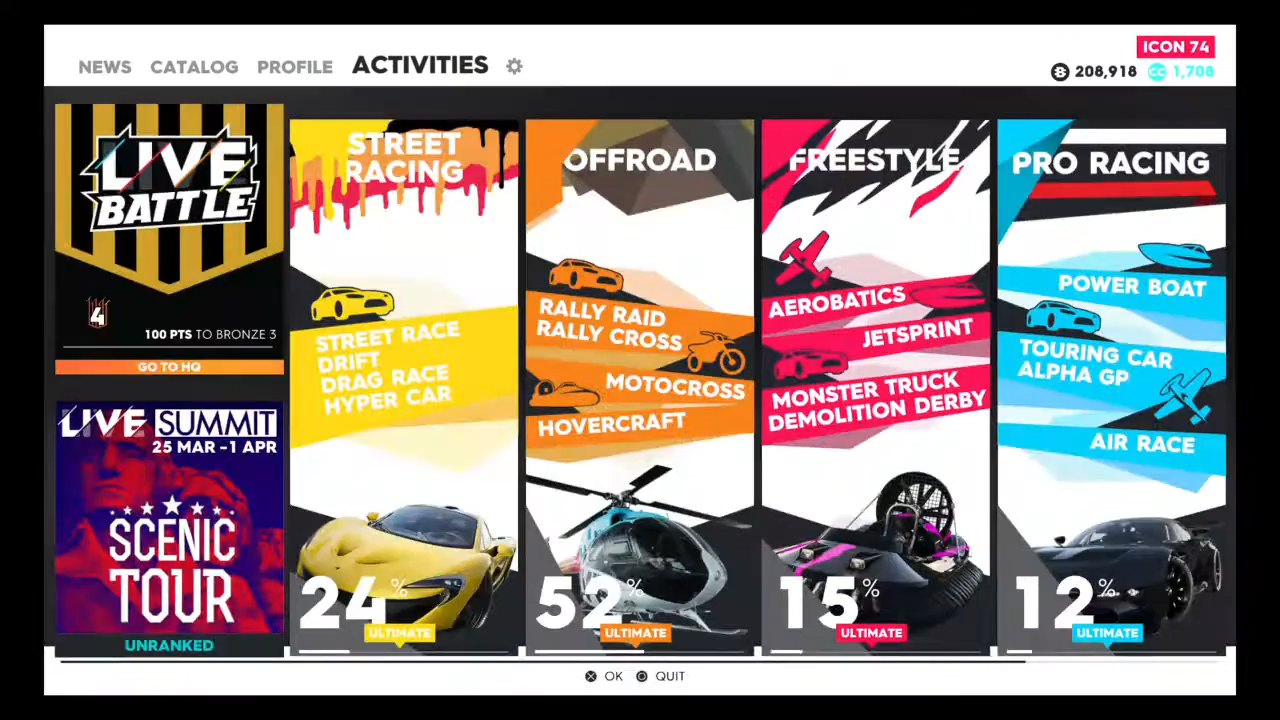 NEWS CATALOG PROFILE ACTIVITIES
ICON 74
208,918 CC 1,708
LIVE
BATTLE
4
100 PTS TO BRONZE 3
GO TO HQ
LIVE SUMMIT
25 MAR -1 APR
SCENIC
TOUR
UNRANKED
STREET
RACING
STREET RACE
DRIFT
DRAG RACE
HYPER CAR
24%
ULTIMATE
OFFROAD
RALLY RAID
RALLY CROSS
MOTOCROSS
HOVERCRAFT
52%
ULTIMATE
FREESTYLE
AEROBATICS
JETSPRINT
MONSTER TRUCK
DEMOLITION DERBY
15%
ULTIMATE
PRO RACING
POWER BOAT
TOURING CAR
ALPHA GP
AIR RACE
12%
ULTIMATE
OK QUIT